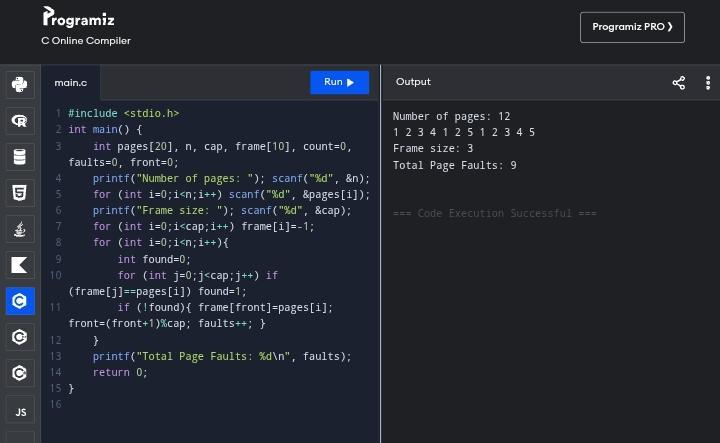 Programiz
C Online Compiler
Programiz PRO ❯
main.c
Run ▶
Output
1 #include <stdio.h>
2 int main() {
3     int pages[20], n, cap, frame[10], count=0,
faults=0, front=0;
4     printf("Number of pages: "); scanf("%d", &n);
5     for (int i=0;i<n;i++) scanf("%d", &pages[i]);
6     printf("Frame size: "); scanf("%d", &cap);
7     for (int i=0;i<cap;i++) frame[i]=-1;
8     for (int i=0;i<n;i++){
9         int found=0;
10         for (int j=0;j<cap;j++) if
(frame[j]==pages[i]) found=1;
11         if (!found){ frame[front]=pages[i];
front=(front+1)%cap; faults++; }
12     }
13     printf("Total Page Faults: %d\n", faults);
14     return 0;
15 }
16
Number of pages: 12
1 2 3 4 1 2 5 1 2 3 4 5
Frame size: 3
Total Page Faults: 9
=== Code Execution Successful ===
R
5
C
C
C
JS